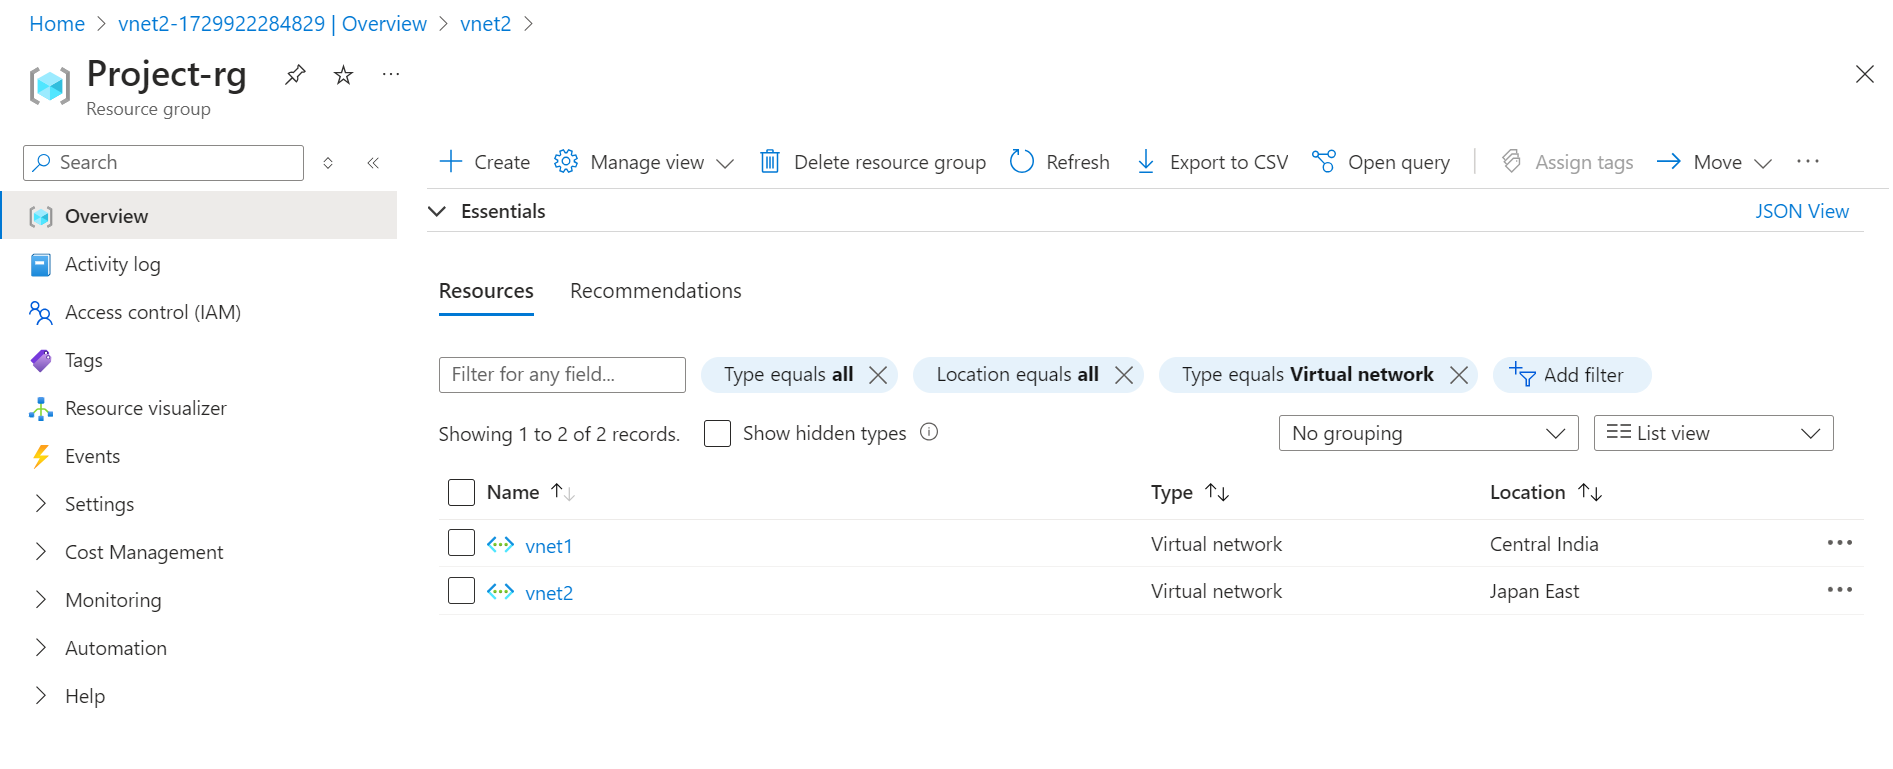 Home > vnet2-1729922284829 | Overview > vnet2 >
Project-rg
Resource group
Search
Overview
Activity log
Access control (IAM)
Tags
Resource visualizer
Events
Settings
Cost Management
Monitoring
Automation
Help
Create Manage view Delete resource group Refresh Export to CSV Open query Assign tags Move
Essentials JSON View
Resources Recommendations
Filter for any field... Type equals all Location equals all Type equals Virtual network Add filter
Showing 1 to 2 of 2 records. Show hidden types No grouping List view
Name Type Location
vnet1 Virtual network Central India
vnet2 Virtual network Japan East